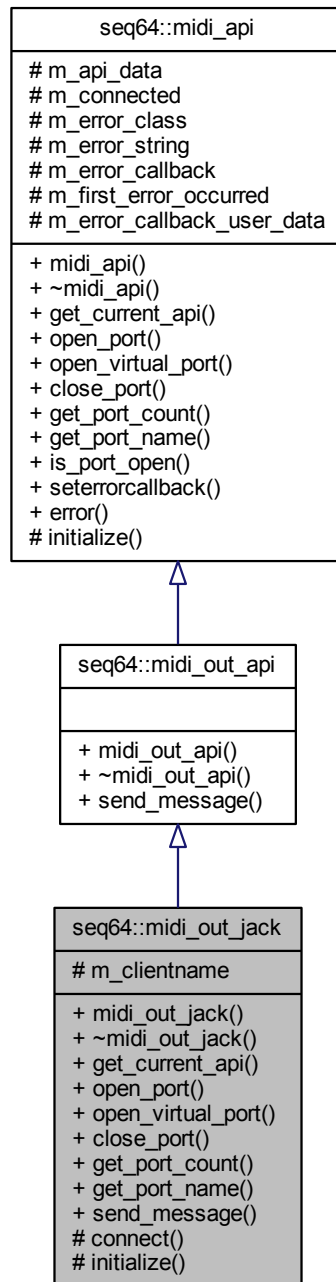 seq64::midi_api
# m_api_data
# m_connected
# m_error_class
# m_error_string
# m_error_callback
# m_first_error_occurred
# m_error_callback_user_data
+ midi_api()
+ ~midi_api()
+ get_current_api()
+ open_port()
+ open_virtual_port()
+ close_port()
+ get_port_count()
+ get_port_name()
+ is_port_open()
+ seterrorcallback()
+ error()
# initialize()
seq64::midi_out_api
+ midi_out_api()
+ ~midi_out_api()
+ send_message()
seq64::midi_out_jack
# m_clientname
+ midi_out_jack()
+ ~midi_out_jack()
+ get_current_api()
+ open_port()
+ open_virtual_port()
+ close_port()
+ get_port_count()
+ get_port_name()
+ send_message()
# connect()
# initialize()